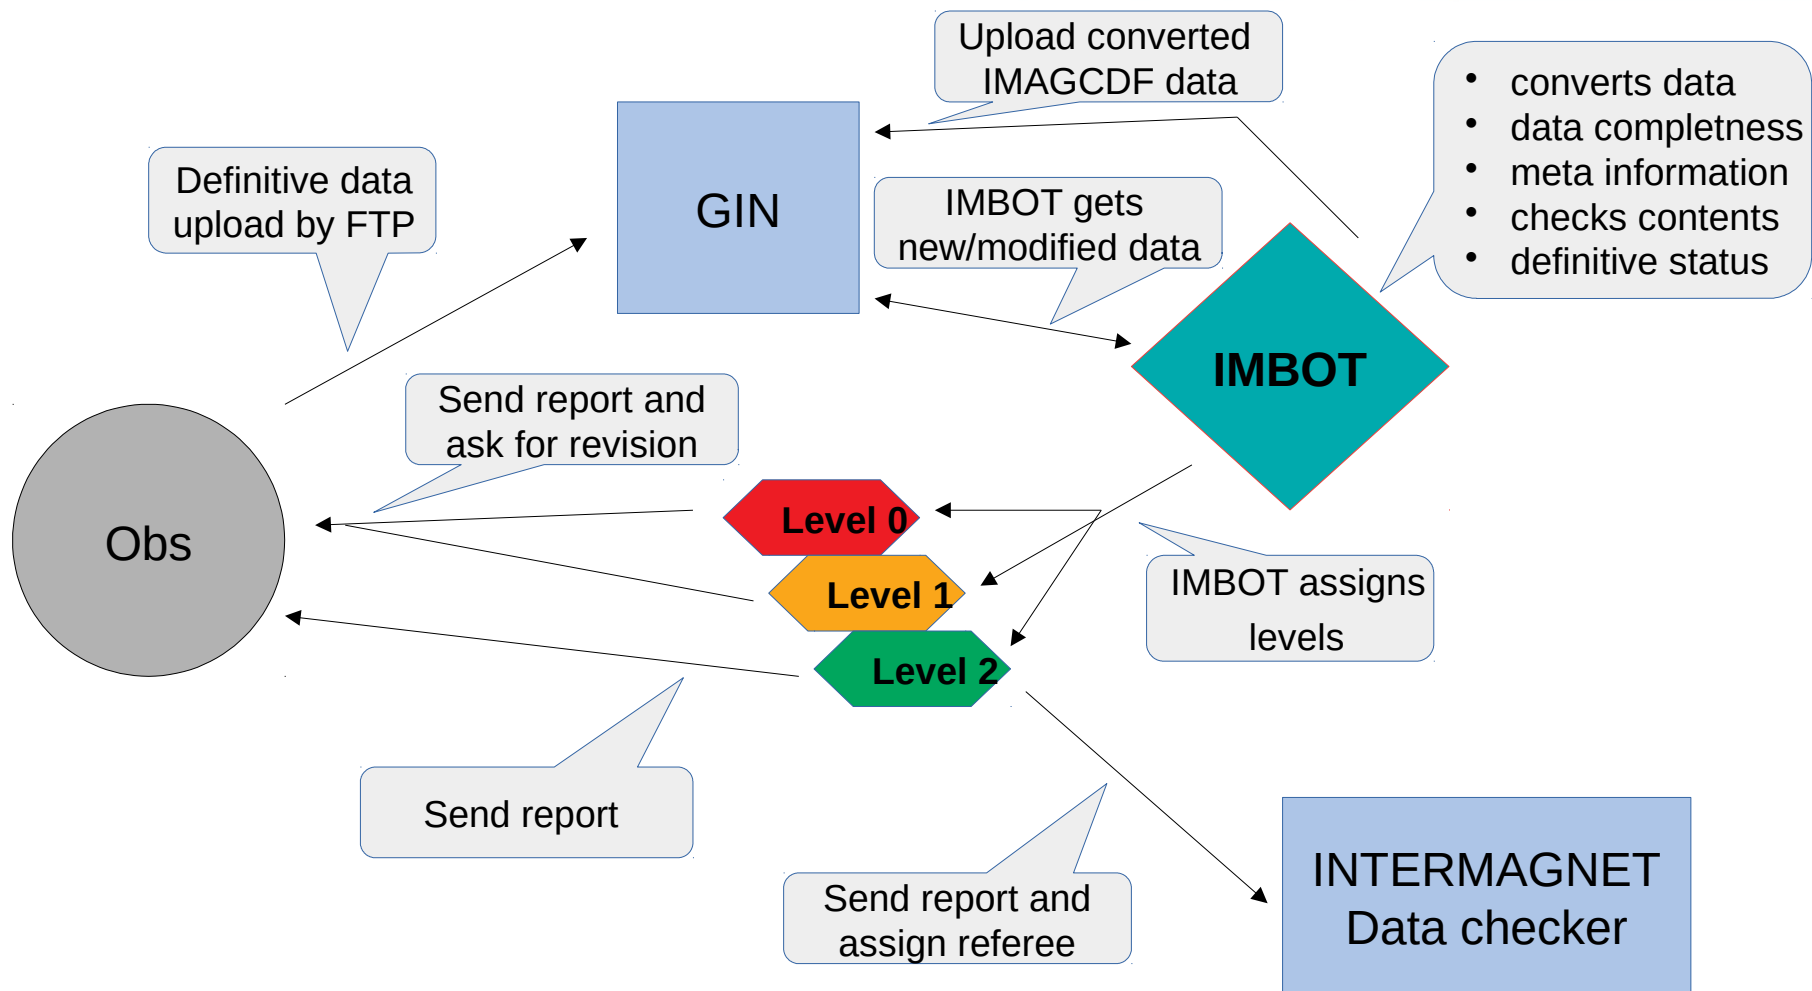 Upload converted
IMAGCDF data
• converts data
• data completness
• meta information
• checks contents
• definitive status
Definitive data
upload by FTP
GIN
IMBOT gets
new/modified data
IMBOT
Send report and
ask for revision
Obs
Level 0
Level 1
Level 2
IMBOT assigns
levels
Send report
Send report and
assign referee
INTERMAGNET
Data checker